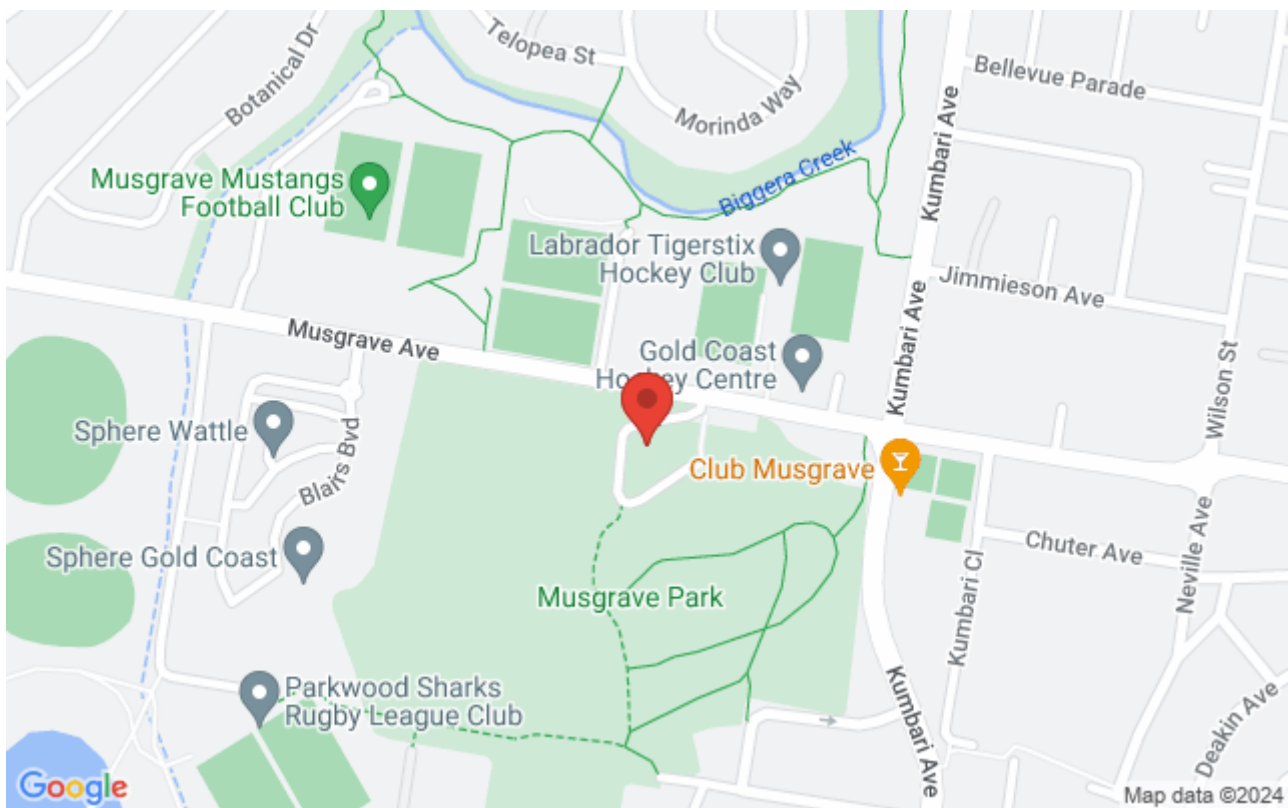 Telopea St
Botanical Dr
Morinda Way
Bellevue Parade
Kumbari Ave
Biggera Creek
Musgrave Mustangs
Football Club
Labrador Tigerstix
Hockey Club
Jimmieson Ave
Kumbari Ave
Musgrave Ave
Gold Coast
Hockey Centre
Wilson St
Sphere Wattle
Blairs Bvd
Club Musgrave
Sphere Gold Coast
Chuter Ave
Musgrave Park
Kumbari Cl
Neville Ave
Parkwood Sharks
Rugby League Club
Kumbari Ave
Deakin Ave
Google
Map data ©2024